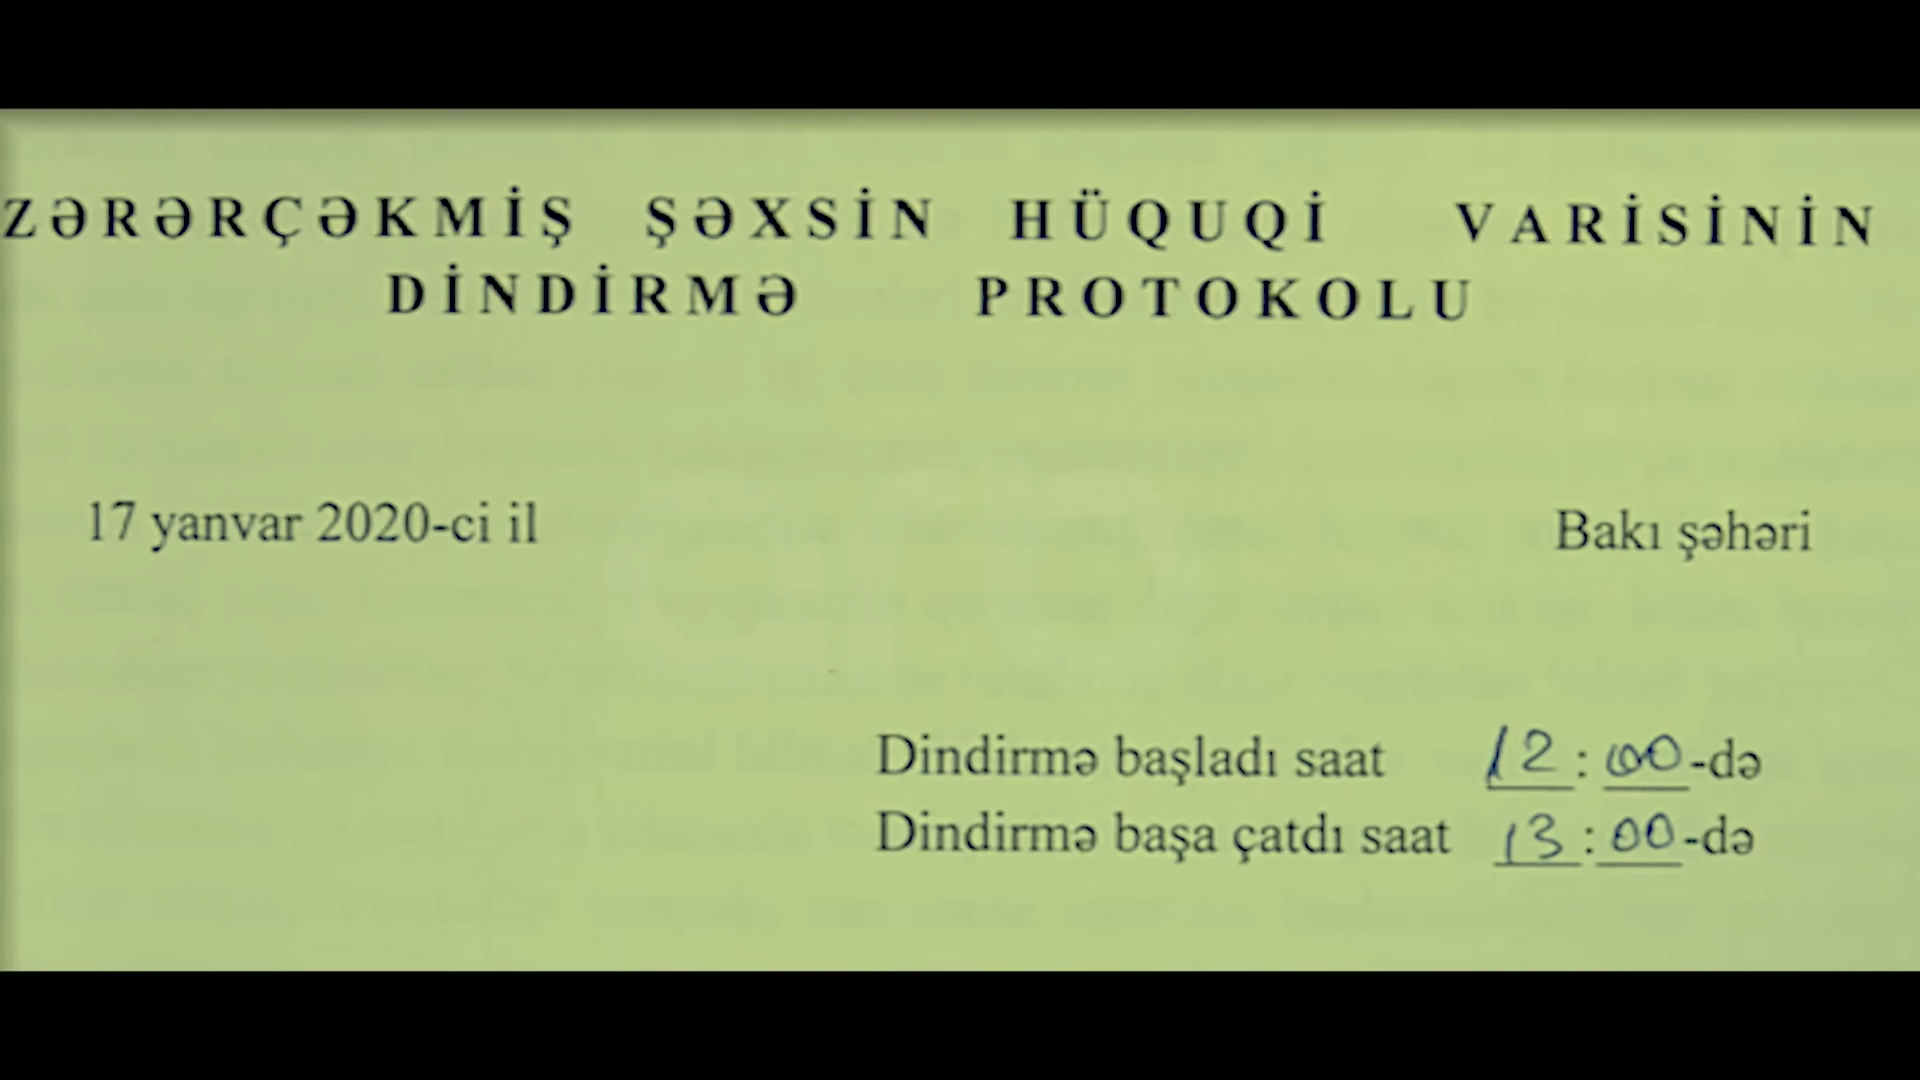 ZƏRƏRÇƏKMİŞ ŞƏXSİN HÜQUQİ VARİSİNİN
DİNDİRMƏ PROTOKOLU
17 yanvar 2020-ci il Bakı şəhəri
Dindirmə başladı saat 12:00-də
Dindirmə başa çatdı saat 13:00-də